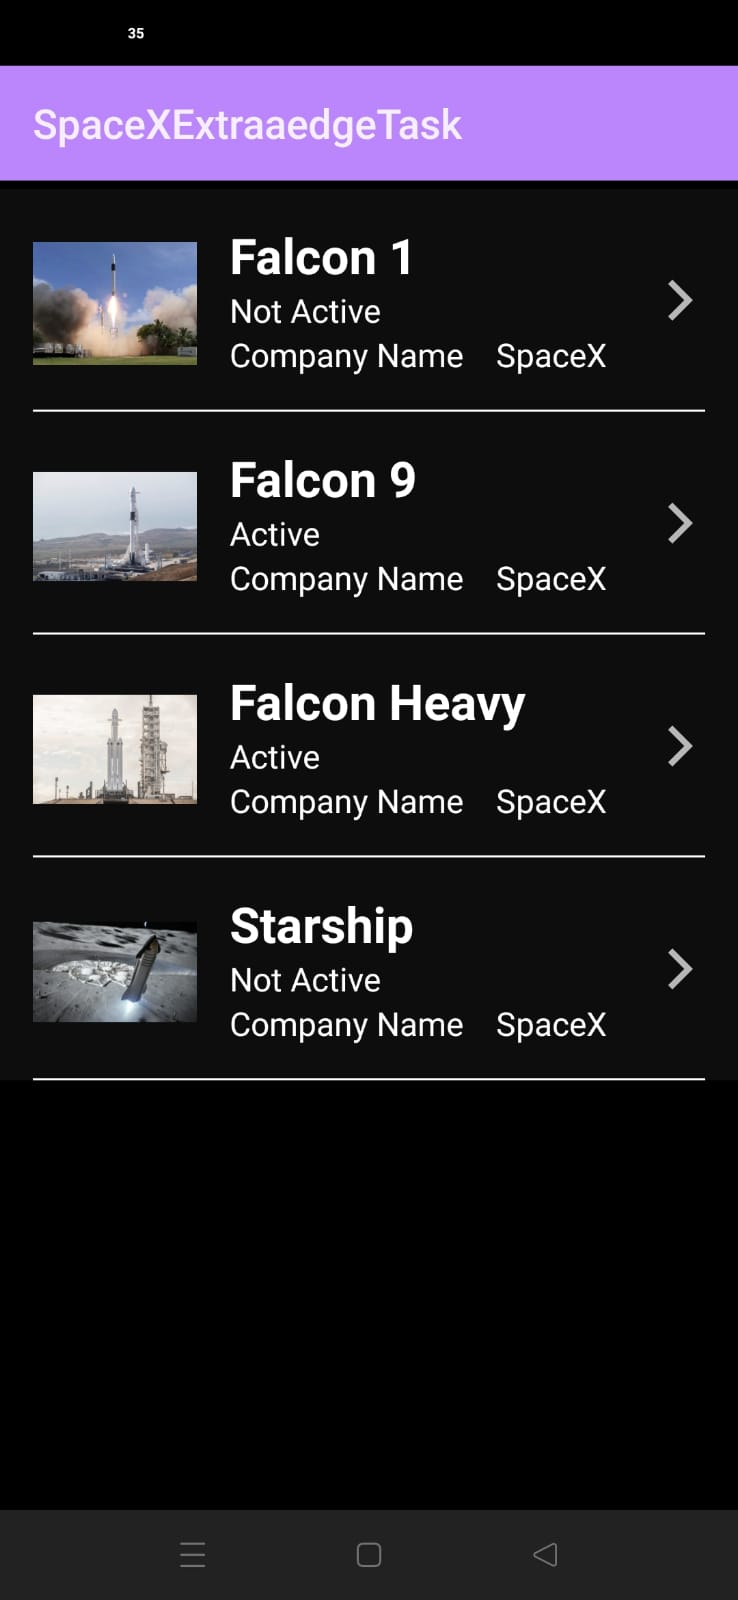 35
SpaceXExtraaedgeTask
Falcon 1
Not Active
Company Name SpaceX
Falcon 9
Active
Company Name SpaceX
Falcon Heavy
Active
Company Name SpaceX
Starship
Not Active
Company Name SpaceX